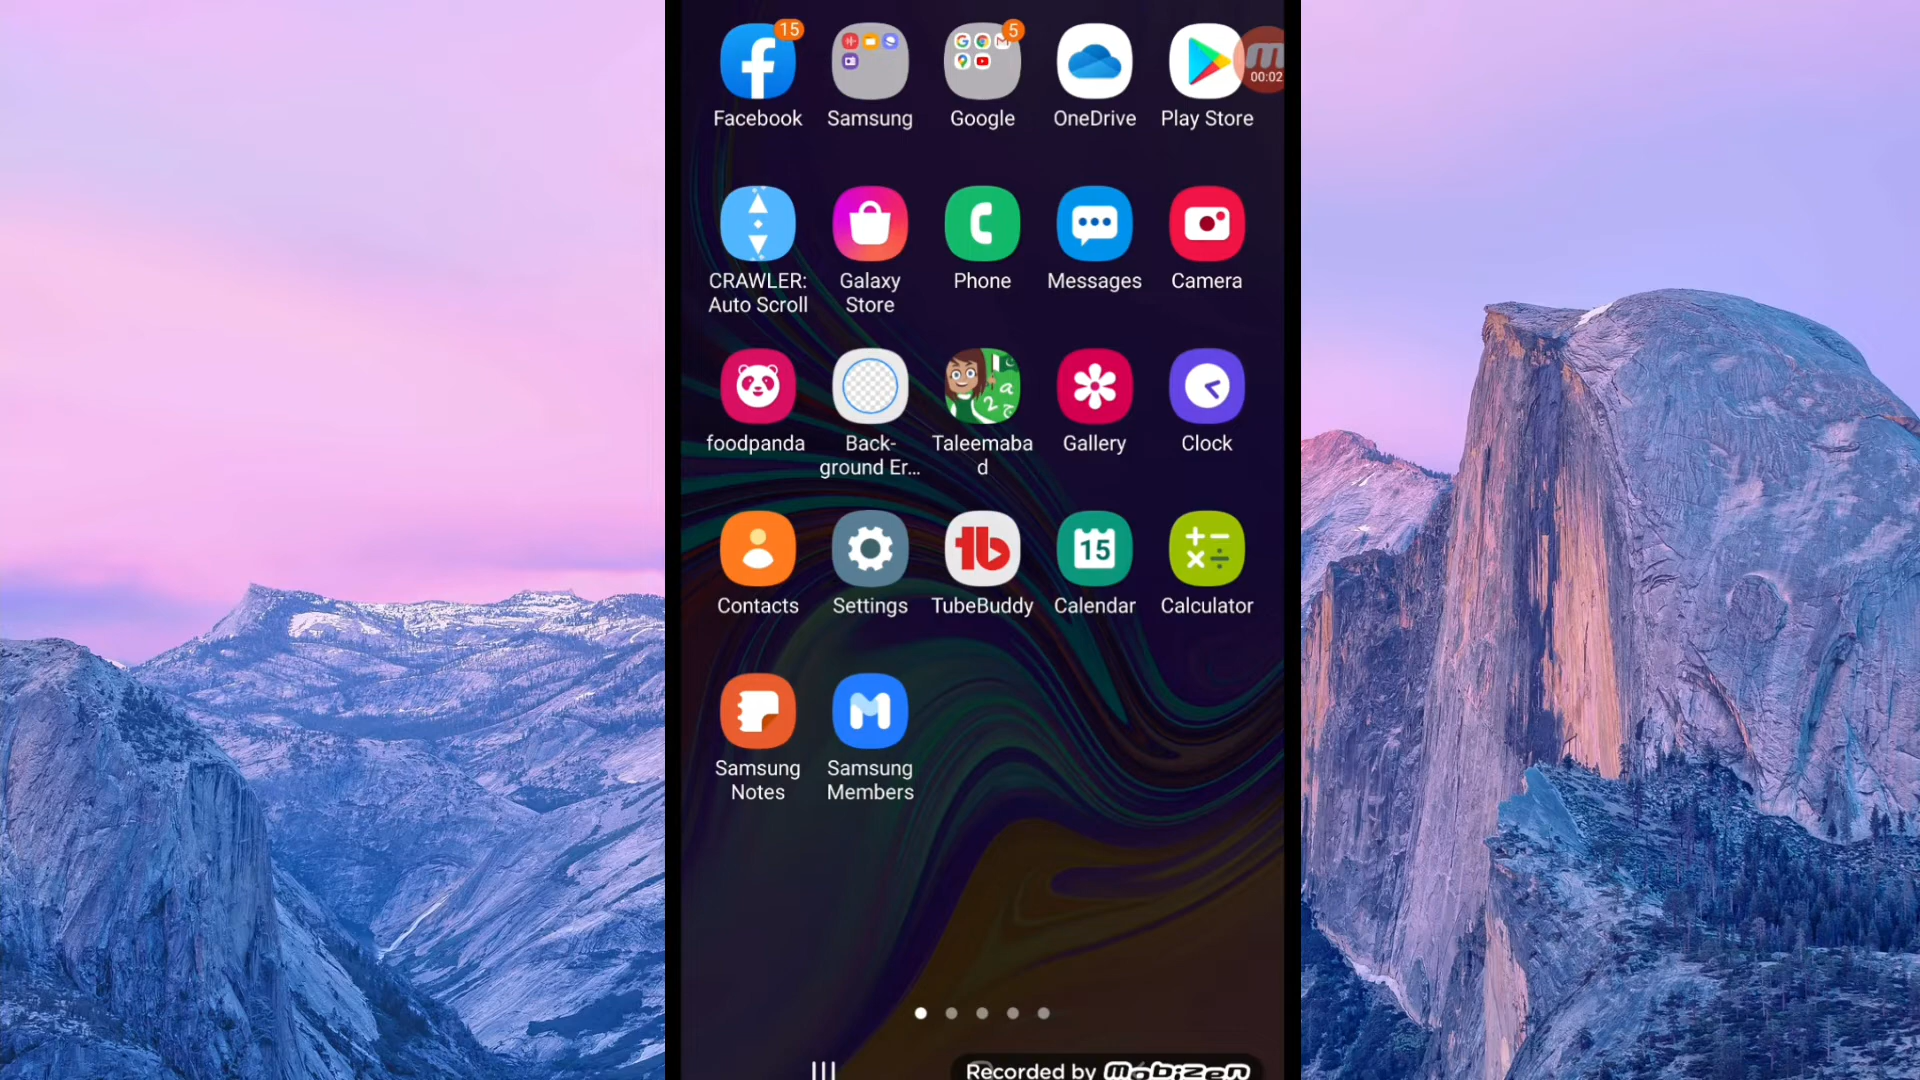 15
5
00:02
Facebook
Samsung
Google
OneDrive
Play Store
CRAWLER:
Auto Scroll
Galaxy
Store
Phone
Messages
Camera
foodpanda
Back-
ground Er...
Taleemaba
d
Gallery
Clock
15
Contacts
Settings
TubeBuddy
Calendar
Calculator
Samsung
Notes
Samsung
Members
Recorded by mobizen